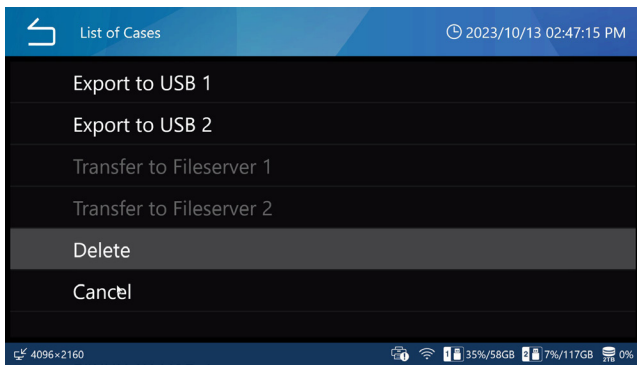 List of Cases
2023/10/13 02:47:15 PM
Export to USB 1
Export to USB 2
Transfer to Fileserver 1
Transfer to Fileserver 2
Delete
Cancel
4096×2160 1 35%/58GB 2 7%/117GB 2TB 0%